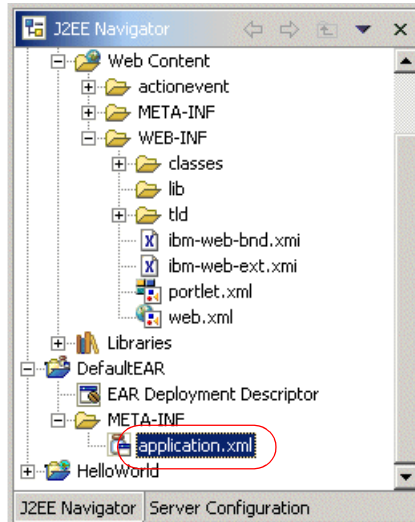 J2EE Navigator
Web Content
actionevent
META-INF
WEB-INF
classes
lib
tld
ibm-web-bnd.xmi
ibm-web-ext.xmi
portlet.xml
web.xml
Libraries
DefaultEAR
EAR Deployment Descriptor
META-INF
application.xml
HelloWorld
J2EE Navigator Server Configuration